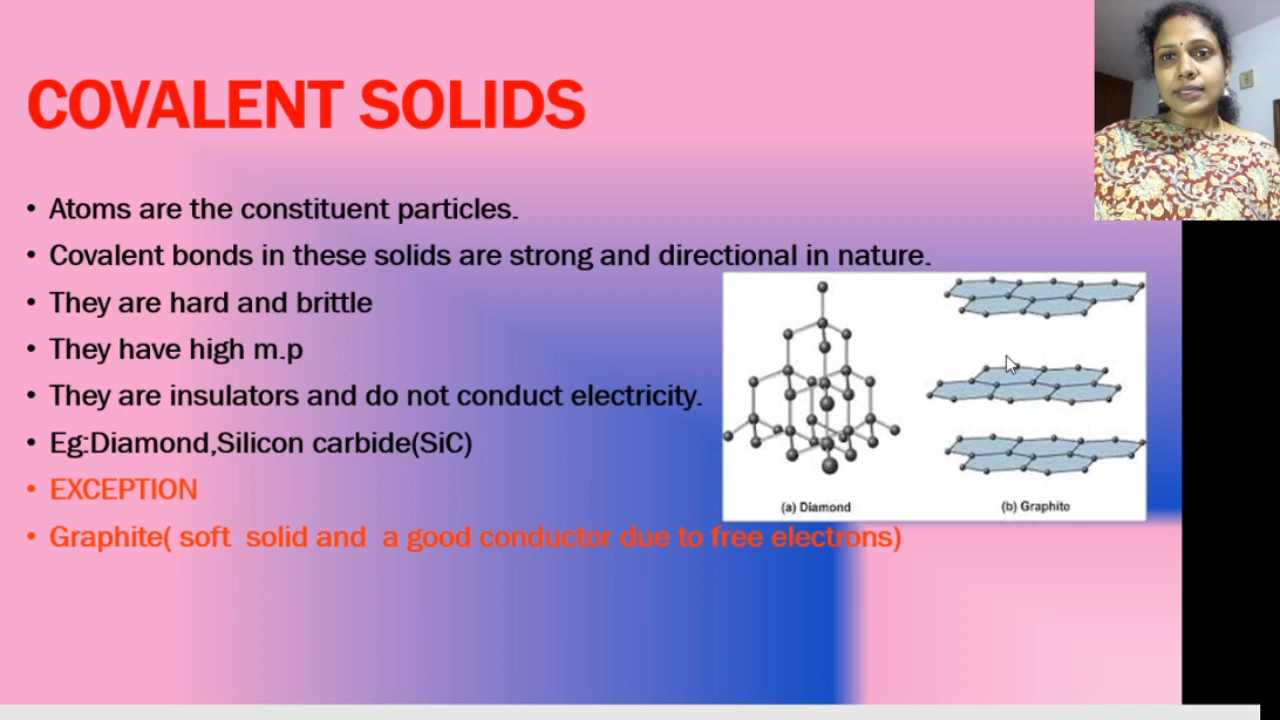 COVALENT SOLIDS
• Atoms are the constituent particles.
• Covalent bonds in these solids are strong and directional in nature.
• They are hard and brittle
• They have high m.p
• They are insulators and do not conduct electricity.
• Eg:Diamond,Silicon carbide(SiC)
• EXCEPTION
• Graphite( soft solid and a good conductor due to free electrons)
(a) Diamond
(b) Graphite